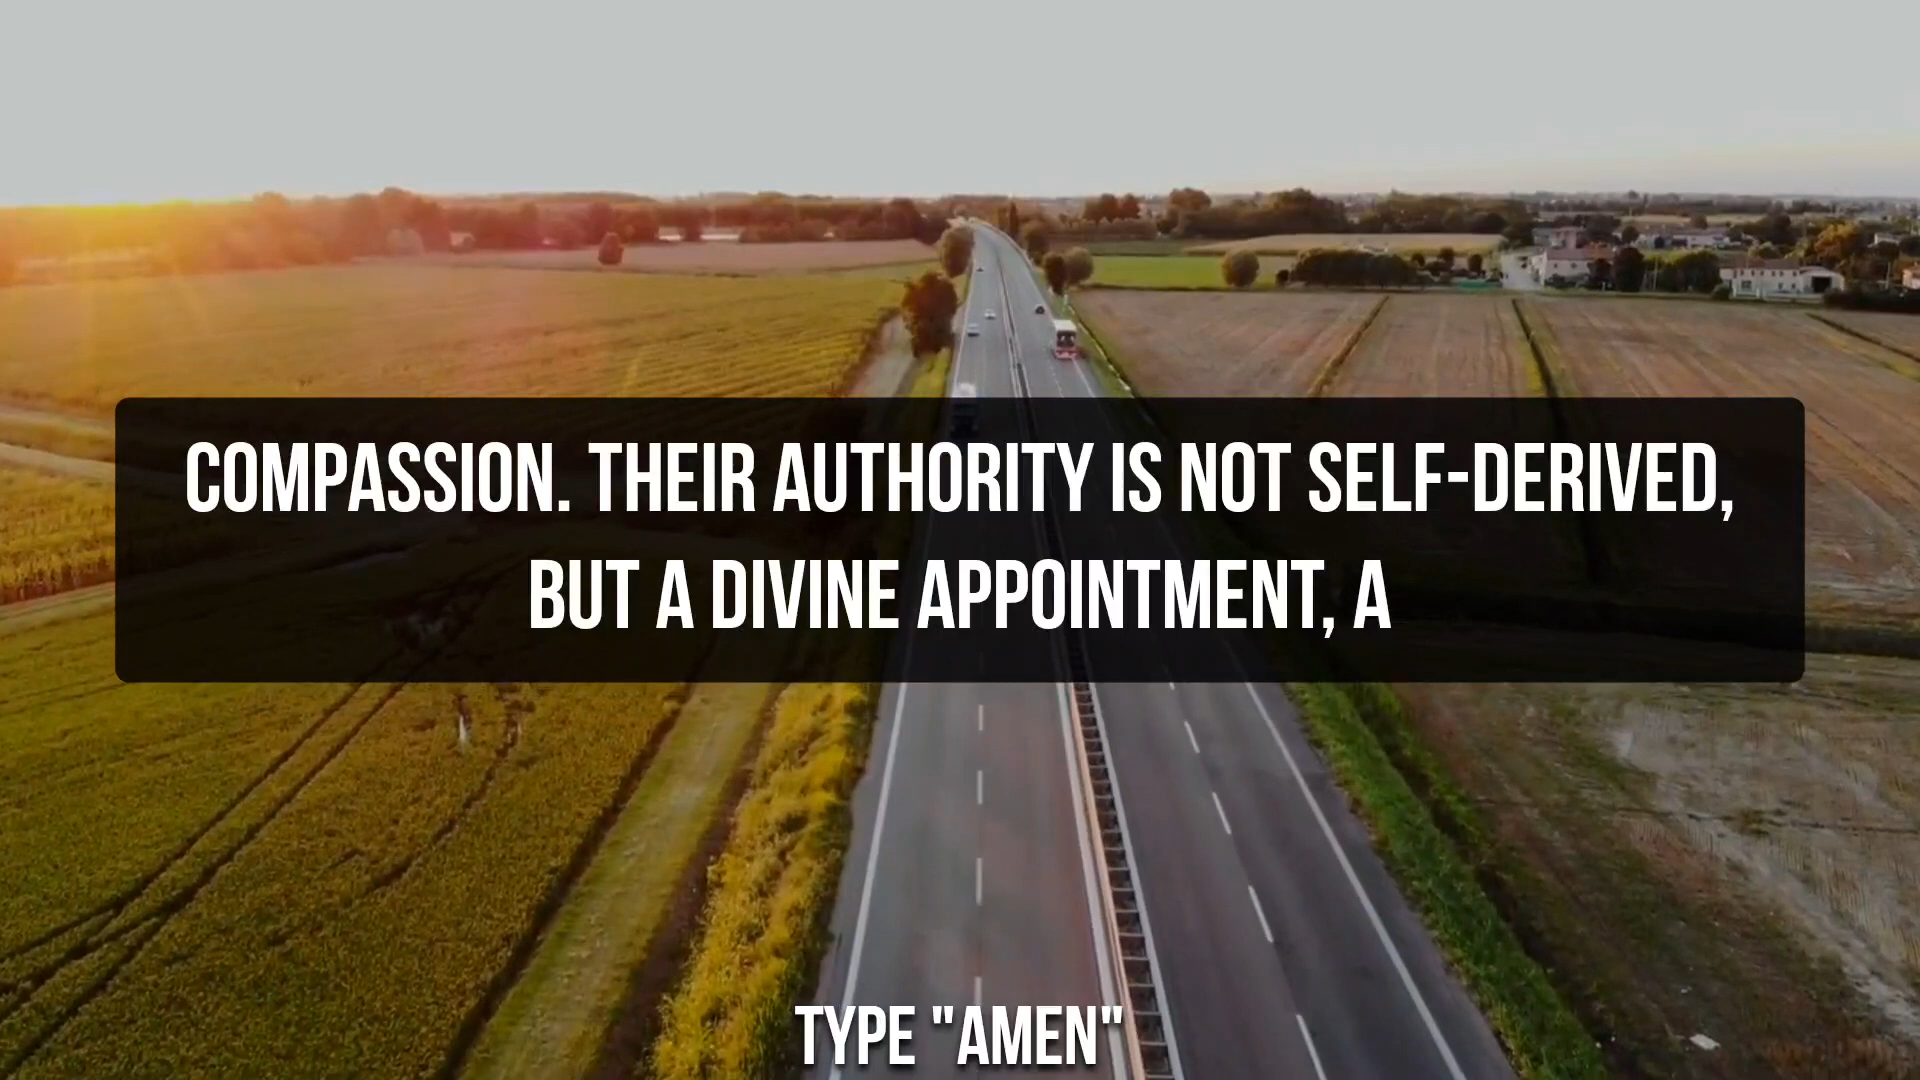 COMPASSION. THEIR AUTHORITY IS NOT SELF-DERIVED,
BUT A DIVINE APPOINTMENT, A
TYPE "AMEN"